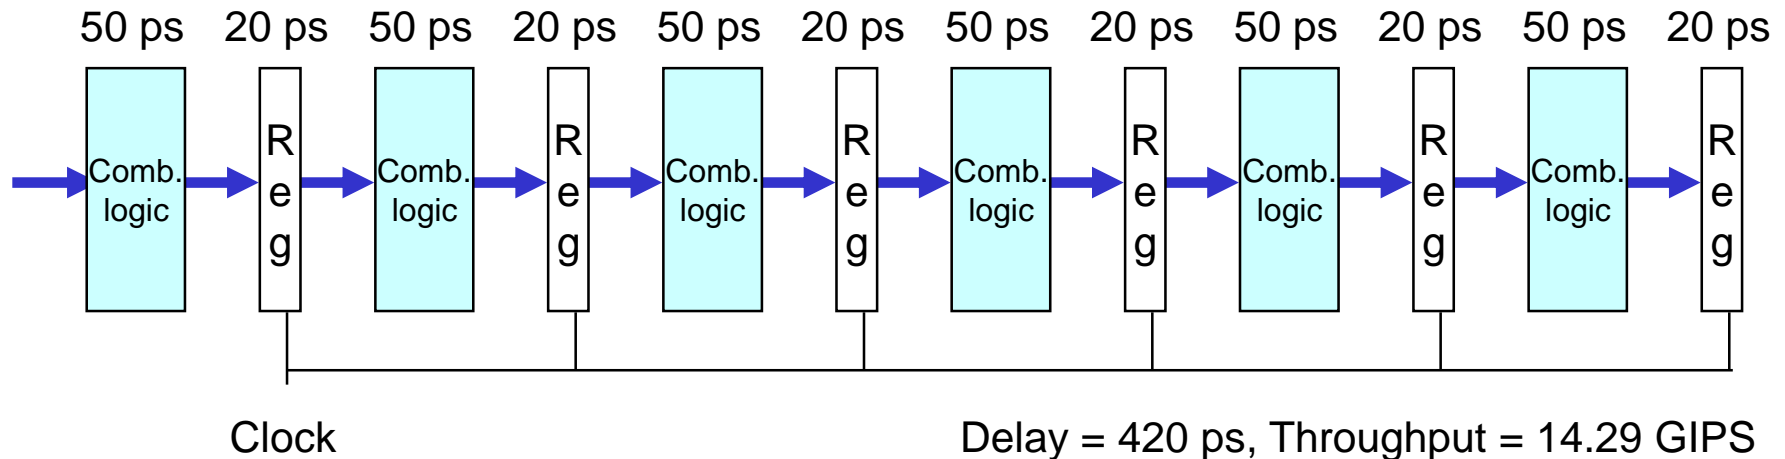 50 ps 20 ps 50 ps 20 ps 50 ps 20 ps 50 ps 20 ps 50 ps 20 ps 50 ps 20 ps
Comb.
logic
R
e
g
Comb.
logic
R
e
g
Comb.
logic
R
e
g
Comb.
logic
R
e
g
Comb.
logic
R
e
g
Comb.
logic
R
e
g
Clock
Delay = 420 ps, Throughput = 14.29 GIPS